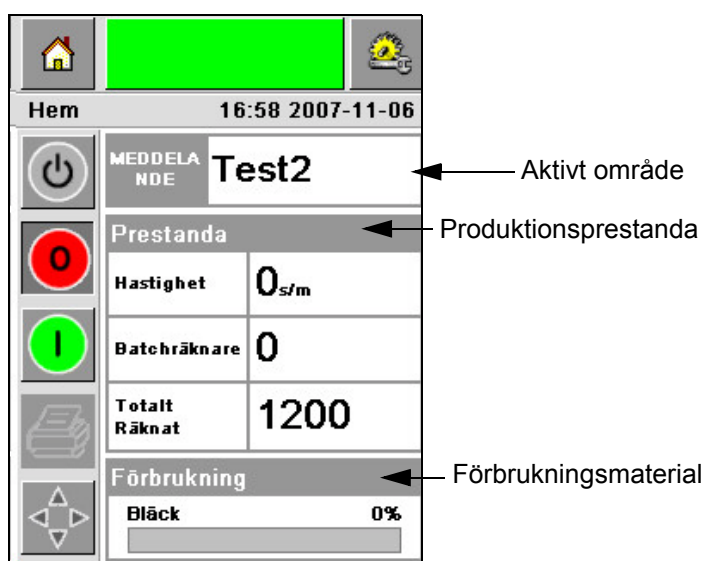 Hem 16:58 2007-11-06
MEDDELA
NDE
Test2
Aktivt område
Prestanda
Produktionsprestanda
O
Hastighet 0s/m
I
Batchräknare 0
Totalt
Räknat
1200
Förbrukning
Förbrukningsmaterial
Bläck 0%